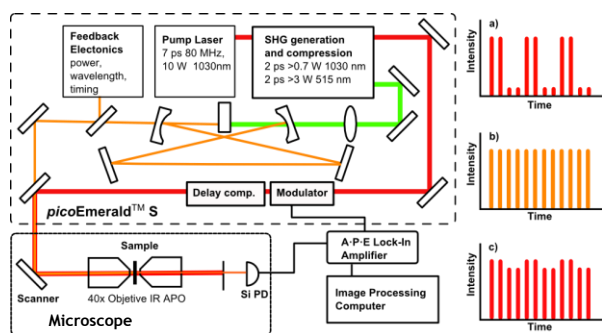 Feedback
Electonics
power,
wavelength,
timing
Pump Laser
7 ps 80 MHz,
10 W 1030nm
SHG generation
and compression
2 ps >0.7 W 1030 nm
2 ps >3 W 515 nm
Delay comp.
Modulator
picoEmerald™ S
Sample
Scanner
40x Objetive IR APO
Si PD
Microscope
A·P·E Lock-In
Amplifier
Image Processing
Computer
a)
Intensity
Time
b)
Intensity
Time
c)
Intensity
Time